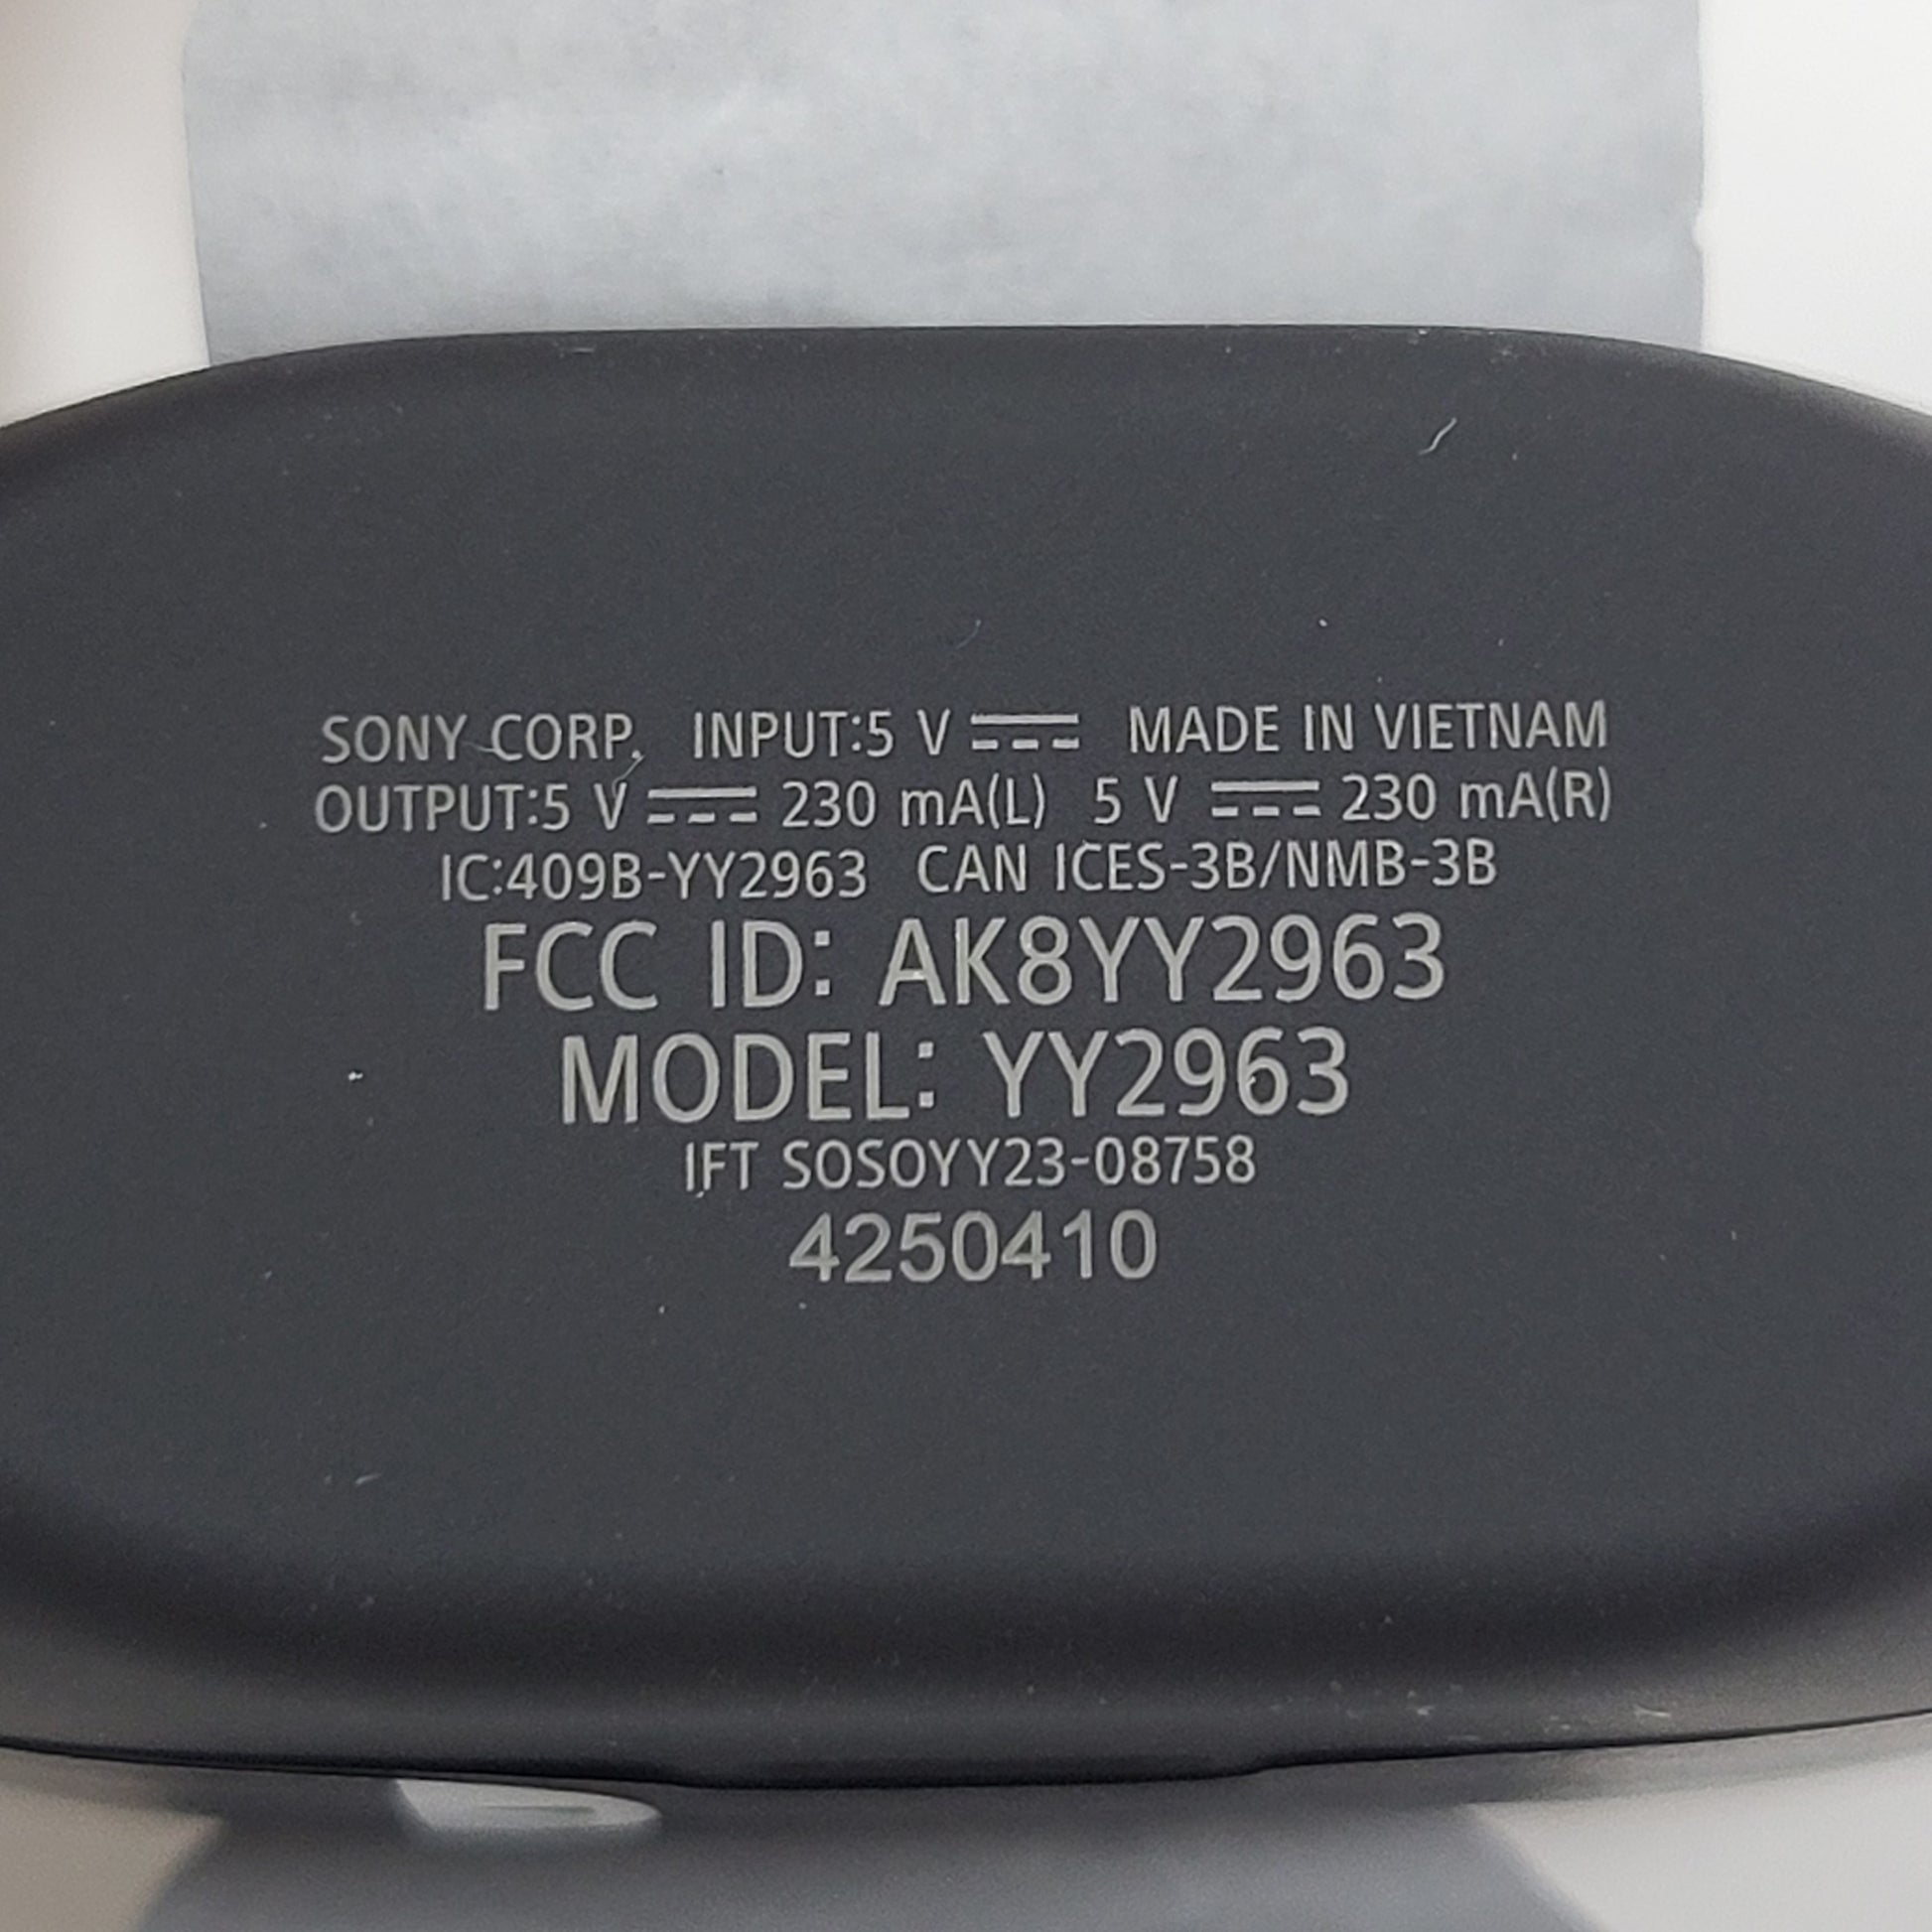 SONY CORP. INPUT:5 V ⎓ MADE IN VIETNAM
OUTPUT:5 V ⎓ 230 mA(L) 5 V ⎓ 230 mA(R)
IC:409B-YY2963 CAN ICES-3B/NMB-3B
FCC ID: AK8YY2963
MODEL: YY2963
IFT SOSOYY23-08758
4250410